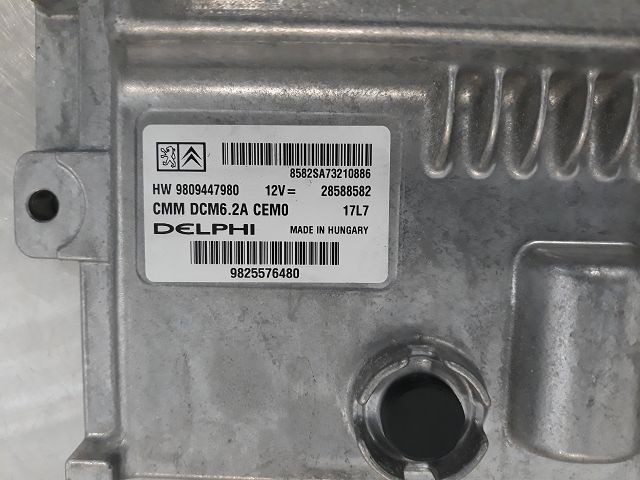 8582SA73210886
HW 9809447980 12V= 28588582
CMM DCM6.2A CEM0 17L7
DELPHI MADE IN HUNGARY
9825576480